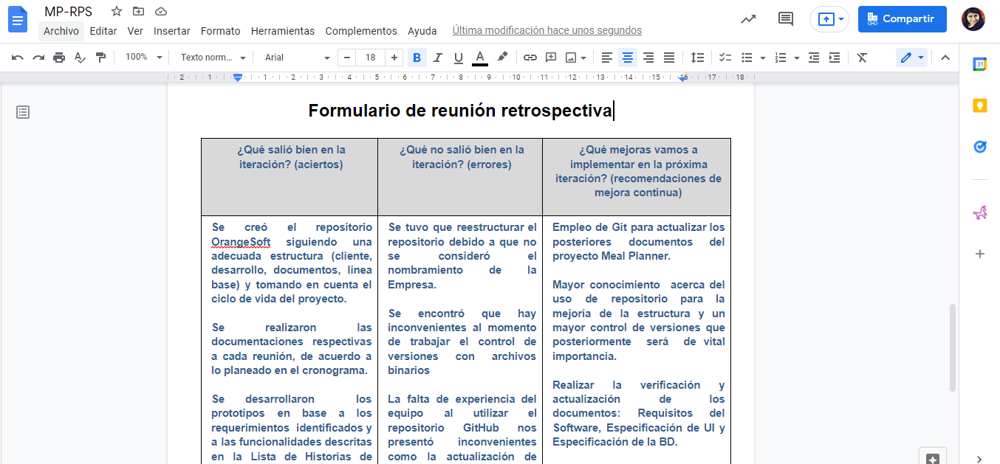 MP-RPS
Archivo Editar Ver Insertar Formato Herramientas Complementos Ayuda Última modificación hace unos segundos
Compartir
100% Texto norm... Arial 18 B I U A
2 1 1 2 3 4 5 6 7 8 9 10 11 12 13 14 15 16 17 18
31
Formulario de reunión retrospectiva
¿Qué salió bien en la
iteración? (aciertos)
¿Qué no salió bien en la
iteración? (errores)
¿Qué mejoras vamos a
implementar en la próxima
iteración? (recomendaciones de
mejora continua)
Se creó el repositorio
OrangeSoft siguiendo una
adecuada estructura (cliente,
desarrollo, documentos, línea
base) y tomando en cuenta el
ciclo de vida del proyecto.
Se realizaron las
documentaciones respectivas
a cada reunión, de acuerdo a
lo planeado en el cronograma.
Se desarrollaron los
prototipos en base a los
requerimientos identificados y
a las funcionalidades descritas
en la Lista de Historias de
Se tuvo que reestructurar el
repositorio debido a que no
se consideró el
nombramiento de la
Empresa.
Se encontró que hay
inconvenientes al momento
de trabajar el control de
versiones con archivos
binarios
La falta de experiencia del
equipo al utilizar el
repositorio GitHub nos
presentó inconvenientes
como la actualización de
Empleo de Git para actualizar los
posteriores documentos del
proyecto Meal Planner.
Mayor conocimiento acerca del
uso de repositorio para la
mejoría de la estructura y un
mayor control de versiones que
posteriormente será de vital
importancia.
Realizar la verificación y
actualización de los
documentos: Requisitos del
Software, Especificación de UI y
Especificación de la BD.